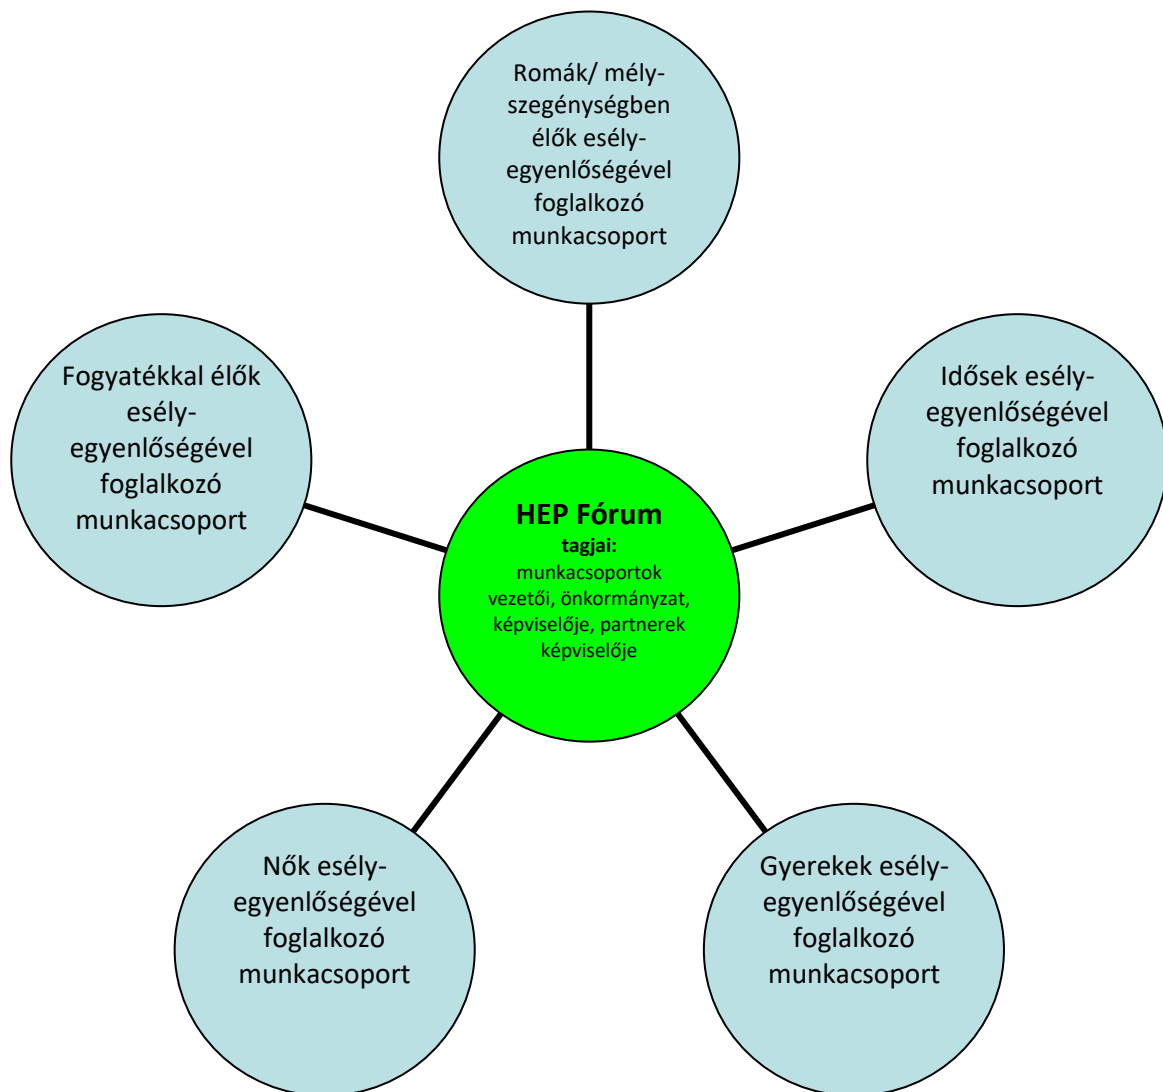 Romák/ mély-
szegénységben
élők esély-
egyenlőségével
foglalkozó
munkacsoport
Fogyatékkal élők
esély-
egyenlőségével
foglalkozó
munkacsoport
Idősek esély-
egyenlőségével
foglalkozó
munkacsoport
HEP Fórum
tagjai:
munkacsoportok
vezetői, önkormányzat,
képviselője, partnerek
képviselője
Nők esély-
egyenlőségével
foglalkozó
munkacsoport
Gyerekek esély-
egyenlőségével
foglalkozó
munkacsoport